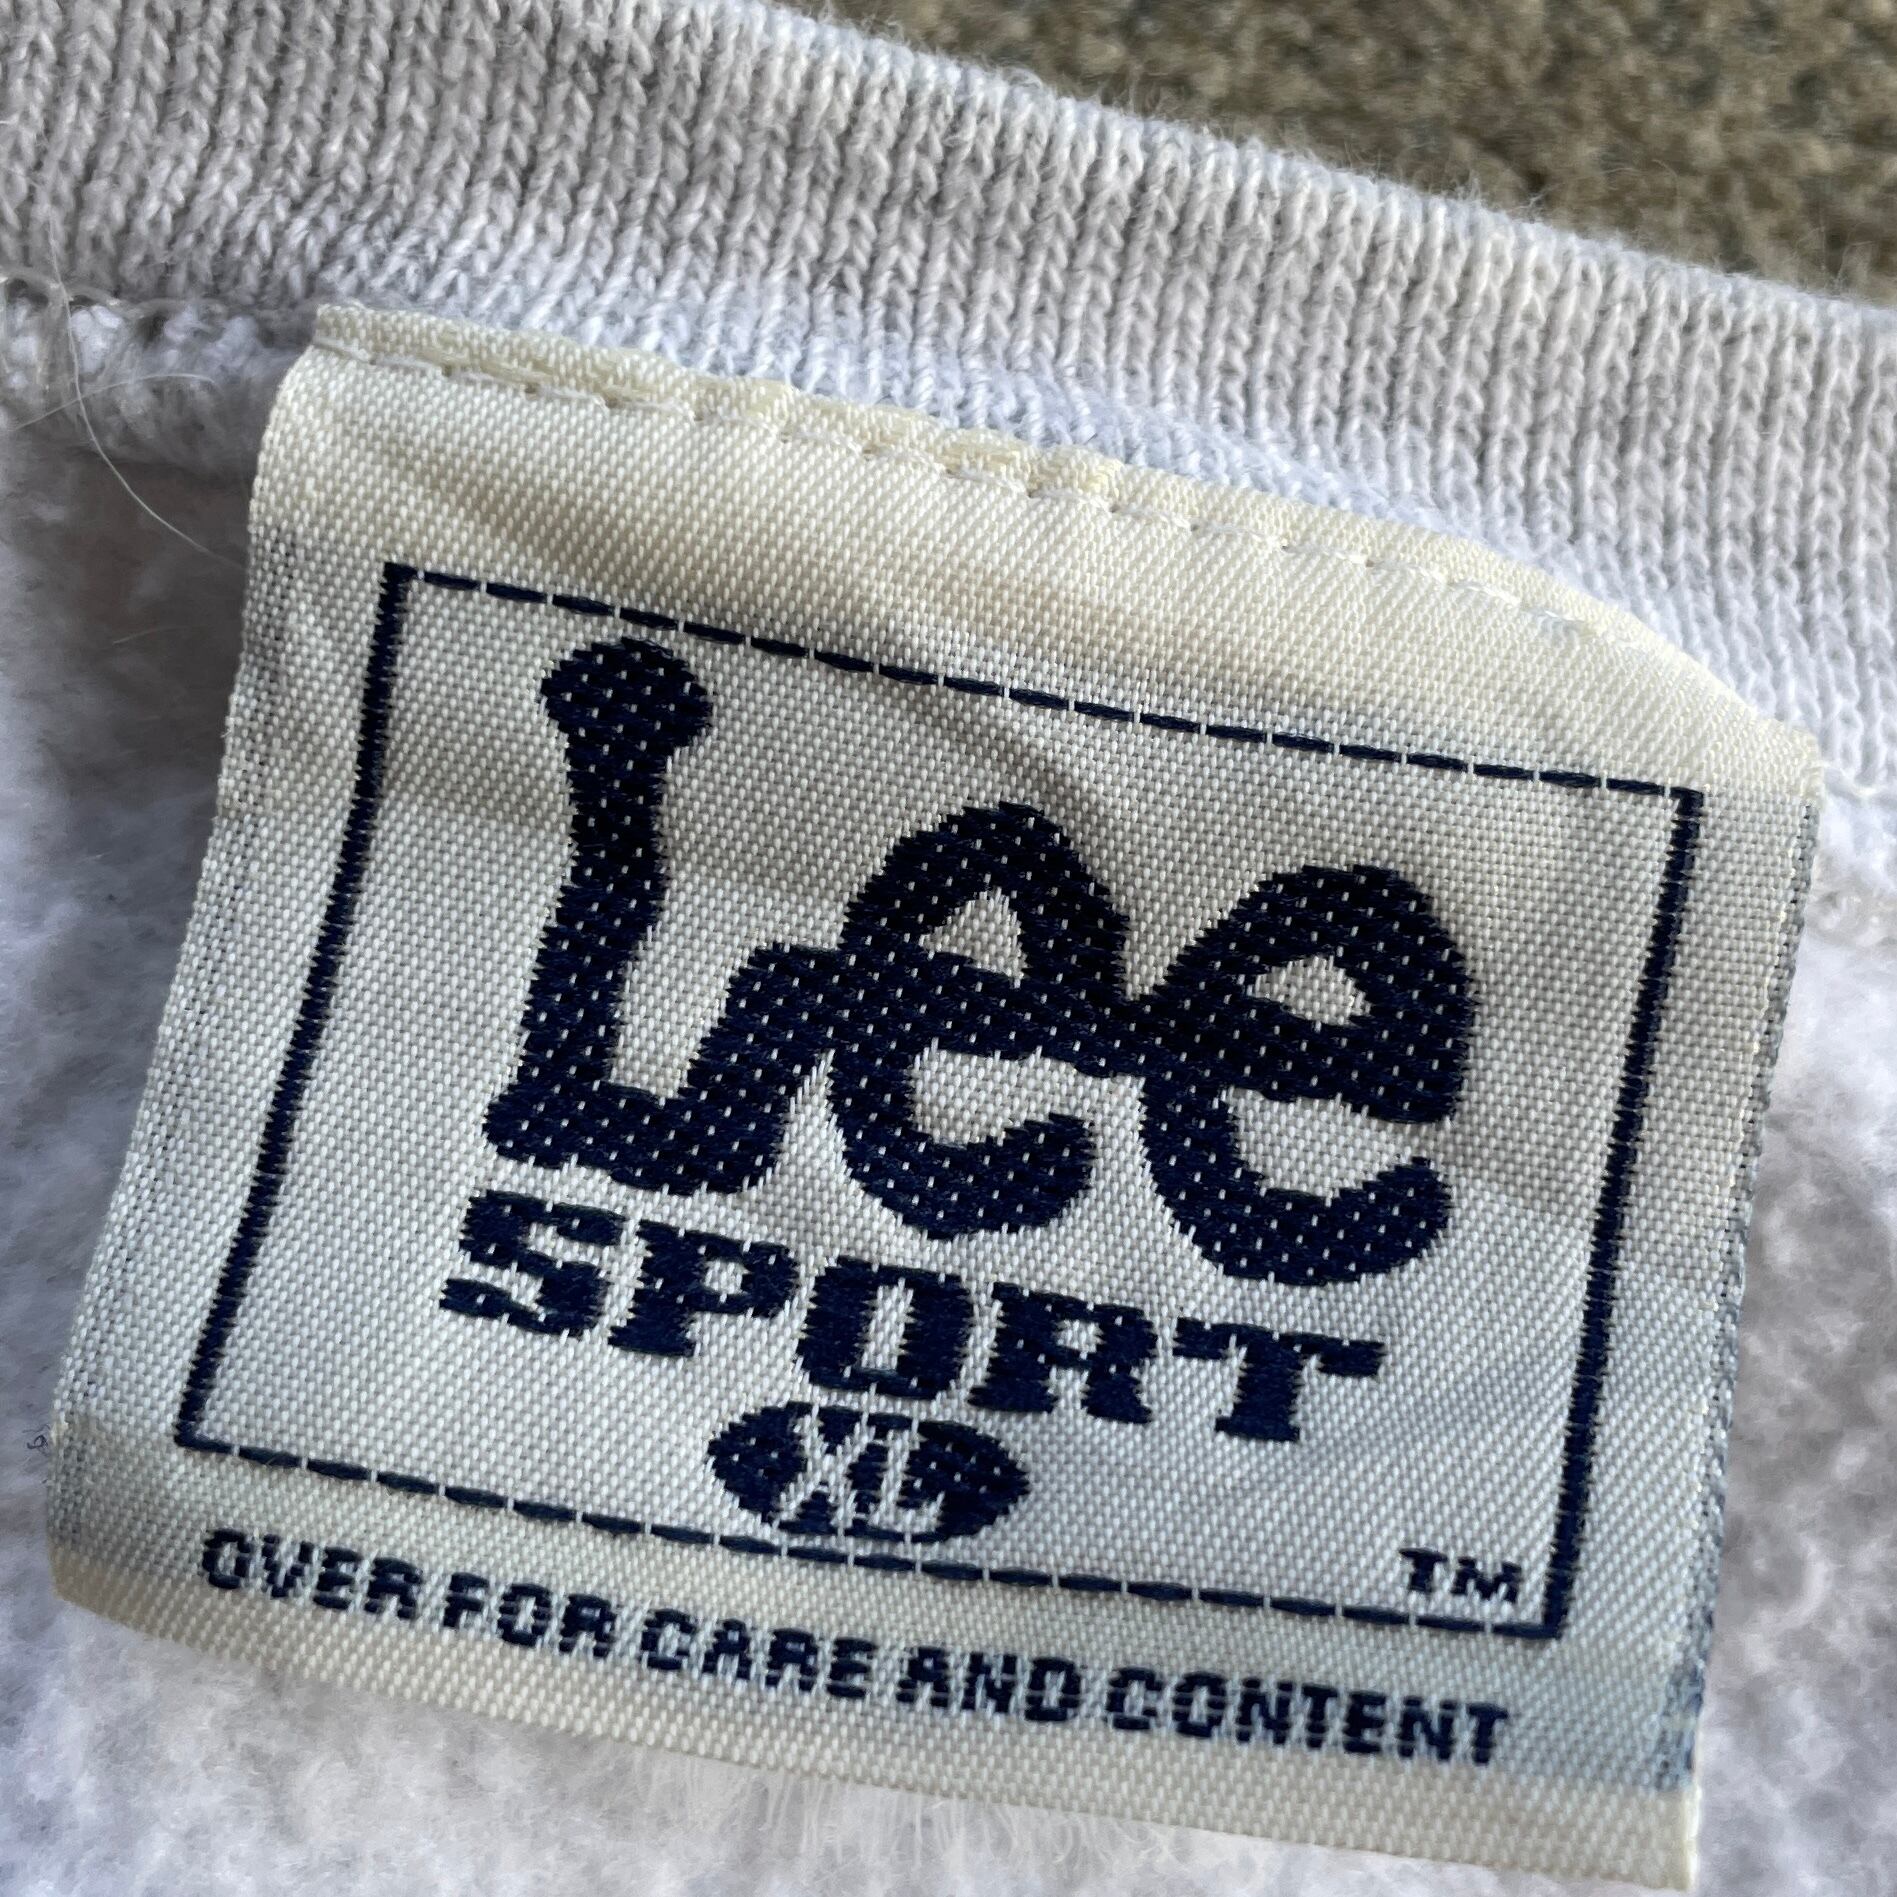 Lee
SPORT
XL
TM
OVER FOR CARE AND CONTENT